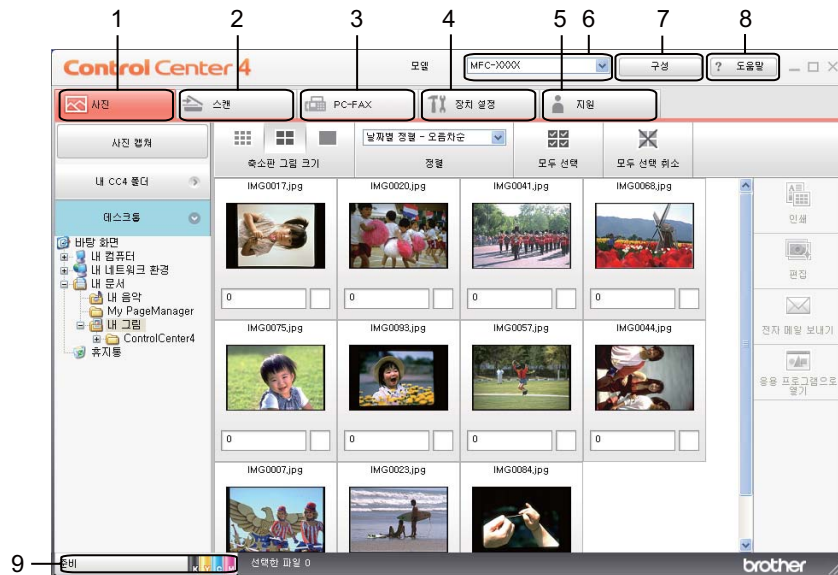 1 2 3 4 5 6 7 8
Control Center 4 모델 MFC-XXXX 구성 ? 도움말
사진 스캔 PC-FAX 장치 설정 지원
사진 캡쳐
내 CC4 폴더
데스크톱
바탕 화면
내 컴퓨터
내 네트워크 환경
내 문서
내 음악
My PageManager
내 그림
ControlCenter4
휴지통
날짜별 정렬 - 오름차순
축소판 그림 크기 정렬 모두 선택 모두 선택 취소
IMG0017.jpg IMG0020.jpg IMG0041.jpg IMG0068.jpg
0 0 0 0
IMG0075.jpg IMG0093.jpg IMG0057.jpg IMG0044.jpg
0 0 0 0
IMG0007.jpg IMG0023.jpg IMG0084.jpg
인쇄
편집
전자 메일 보내기
응용 프로그램으로
열기
9 준비 K Y C M 선택한 파일 0 brother